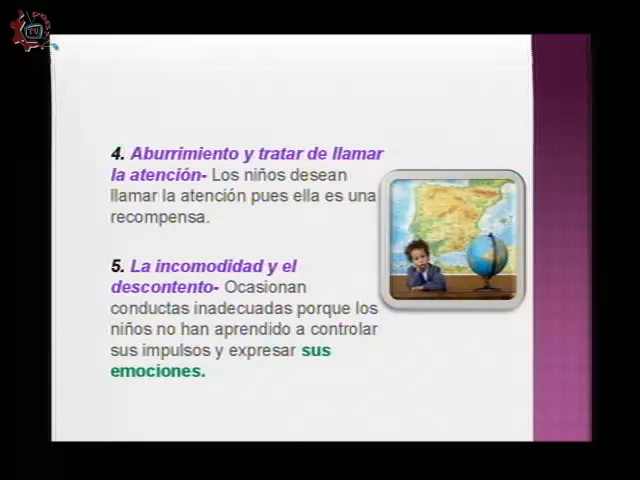 TV
4. Aburrimiento y tratar de llamar
la atención- Los niños desean
llamar la atención pues ella es una
recompensa.
5. La incomodidad y el
descontento- Ocasionan
conductas inadecuadas porque los
niños no han aprendido a controlar
sus impulsos y expresar sus
emociones.